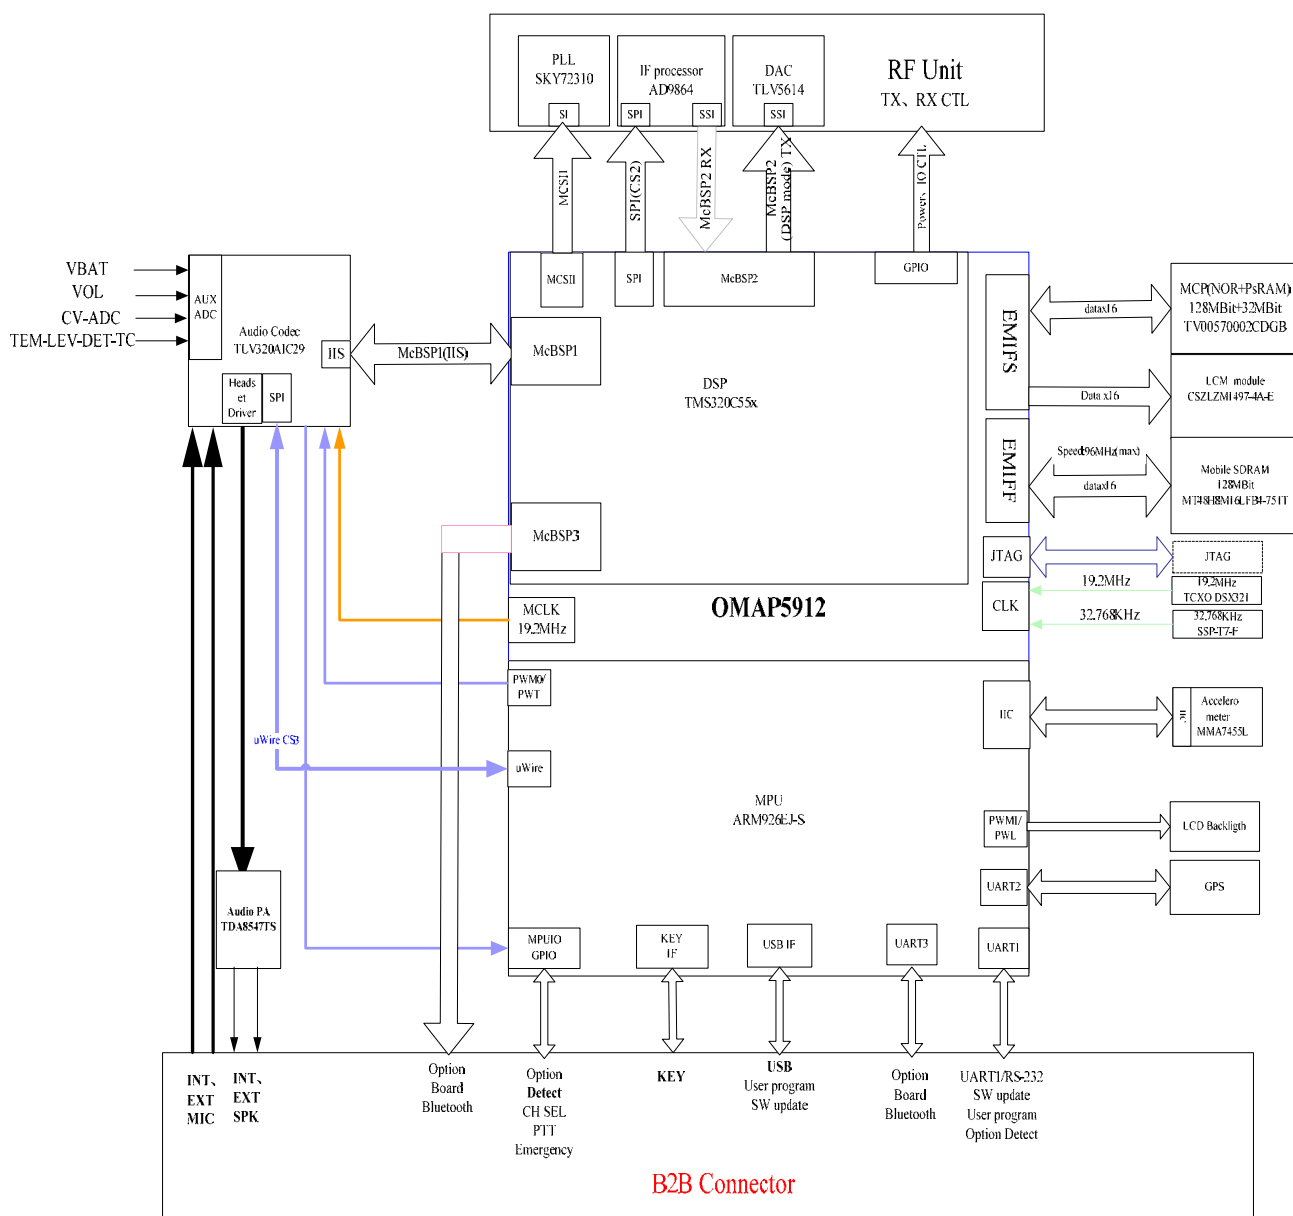 PLL
SKY72310
SI
IF processor
AD9864
SPI
SSI
DAC
TLV5614
SSI
RF Unit
TX、RX CTL
MCSI1
SPI(CS2)
McBSP2 RX
McBSP2
(DSP mode) TX
Power、IO CTL
VBAT
VOL
CV-ADC
TEM-LEV-DET-TC
AUX
ADC
Audio Codec
TLV320AIC29
IIS
Heads
et
Driver
SPI
McBSP1(IIS)
MCSI1
SPI
McBSP2
GPIO
McBSP1
DSP
TMS320C55x
McBSP3
EMIFS
EMIFF
JTAG
CLK
datax16
Data x16
Speed:96MHz(max)
datax16
19.2MHz
32.768KHz
MCP(NOR+PsRAM)
128MBit+32MBit
TV00570002CDGB
LCM module
CSZLZM1497-4A-E
Mobile SDRAM
128MBit
MT48H8M16LFB4-75IT
JTAG
19.2MHz
TCXO DSX321
32.768KHz
SSP-T7-F
OMAP5912
MCLK
19.2MHz
PWM0/
PWT
uWire CS3
uWire
MPU
ARM926EJ-S
IIC
IIC
Accelero
meter
MMA7455L
PWM1/
PWL
LCD Backligth
UART2
GPS
Audio PA
TDA8547TS
MPUIO
GPIO
KEY
IF
USB IF
UART3
UART1
INT、
EXT
MIC
INT、
EXT
SPK
Option
Board
Bluetooth
Option
Detect
CH SEL
PTT
Emergency
KEY
USB
User program
SW update
Option
Board
Bluetooth
UART1/RS-232
SW update
User program
Option Detect
B2B Connector